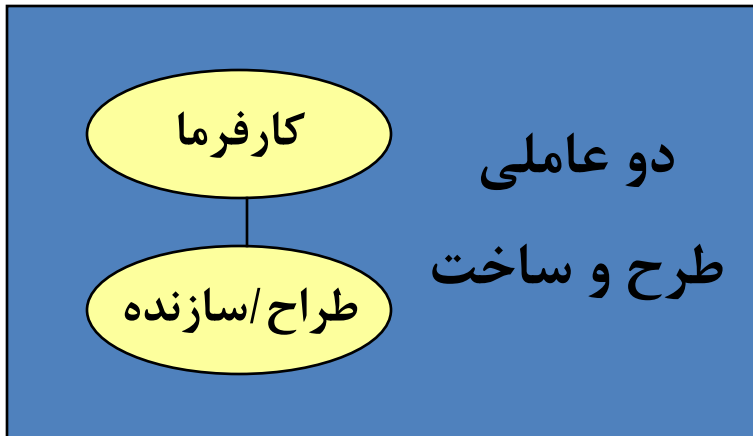 دو عاملی
طرح و ساخت
کارفرما
طراح/سازنده